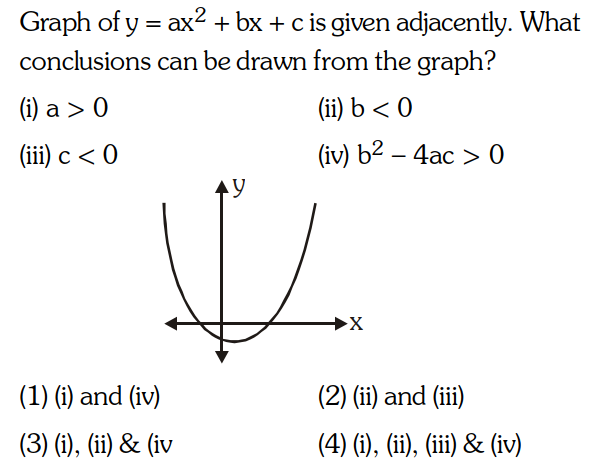 Graph of y = ax² + bx + c is given adjacently. What
conclusions can be drawn from the graph?
(i) a > 0 (ii) b < 0
(iii) c < 0 (iv) b² – 4ac > 0
y
x
(1) (i) and (iv) (2) (ii) and (iii)
(3) (i), (ii) & (iv (4) (i), (ii), (iii) & (iv)